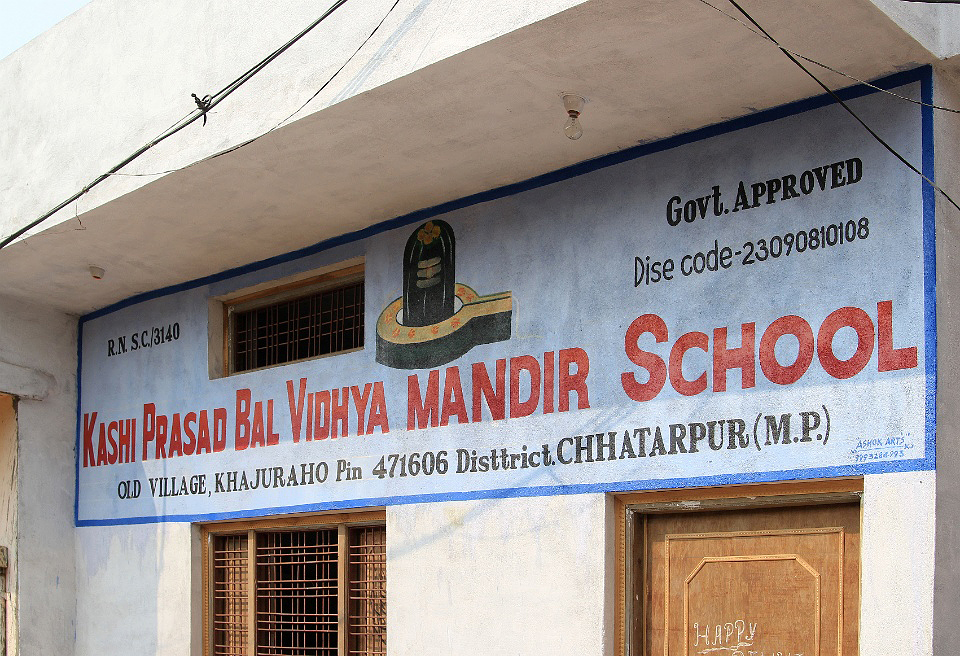 Govt. APPROVED
Dise code-23090810108
R.N. S.C./3140
KASHI PRASAD BAL VIDHYA MANDIR SCHOOL
OLD VILLAGE, KHAJURAHO Pin 471606 Disttrict. CHHATARPUR (M.P.)
"ASHOK ARTS"
HAPPY